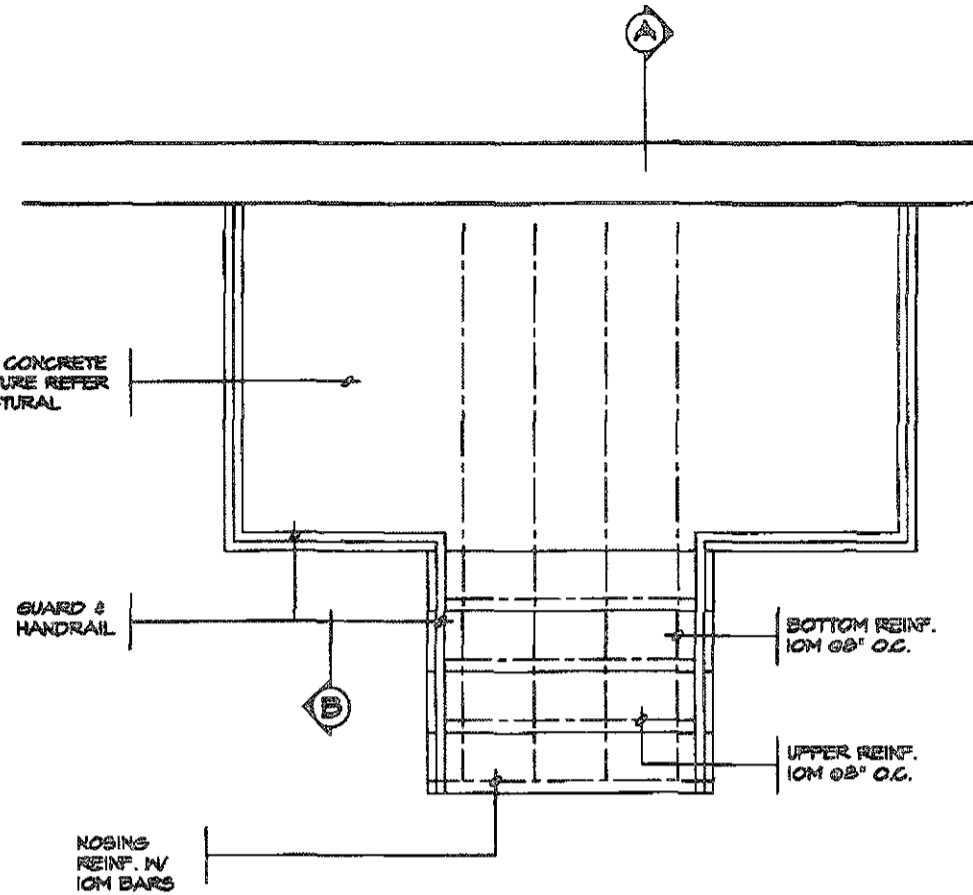 A
CONCRETE
URE REFER
TURAL
GUARD &
HANDRAIL
B
BOTTOM REINF.
10M @8" O.C.
UPPER REINF.
10M @8" O.C.
NOSING
REINF. W/
10M BARS